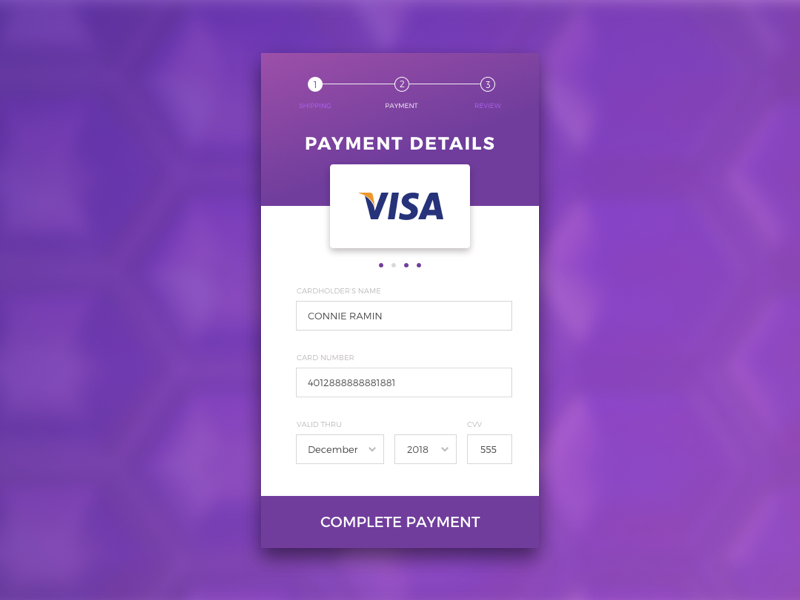 1 2 3
SHIPPING PAYMENT REVIEW
PAYMENT DETAILS
VISA
CARDHOLDER'S NAME
CONNIE RAMIN
CARD NUMBER
4012888888881881
VALID THRU CVV
December 2018 555
COMPLETE PAYMENT